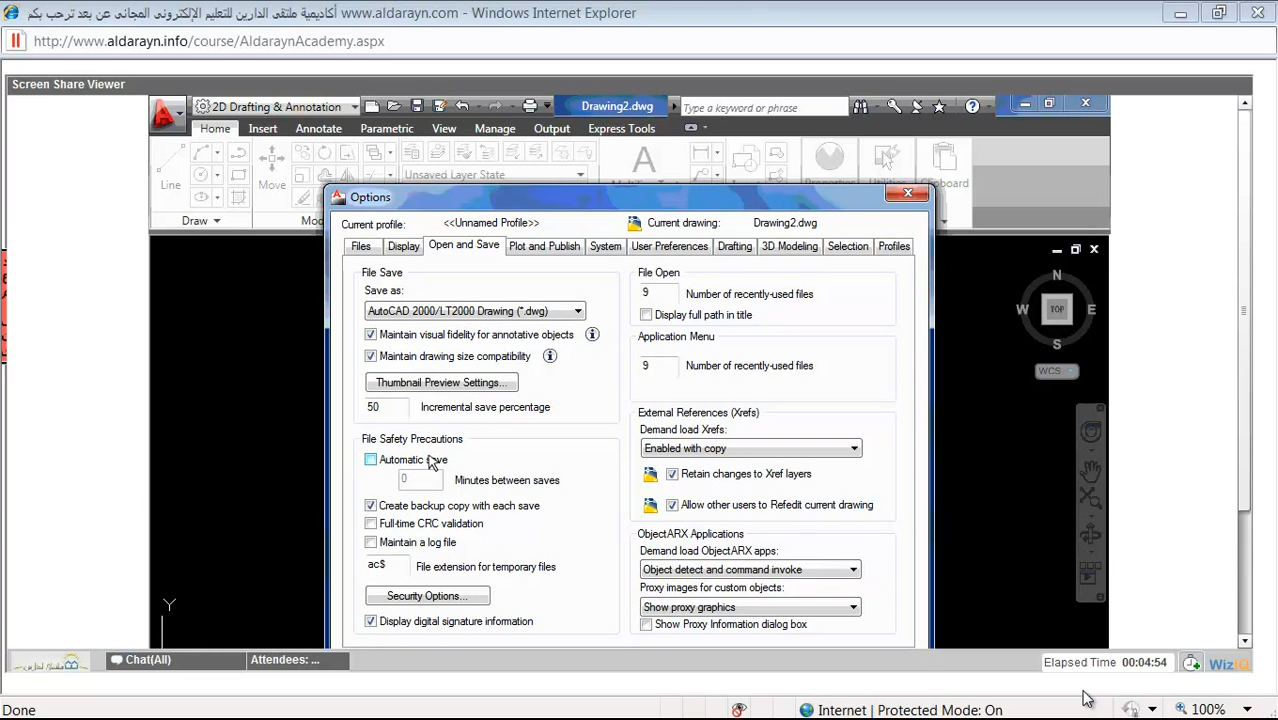 أكاديمية ملتقى الدارين للتعليم الإلكترونى المجانى عن بعد ترحب بكم www.aldarayn.com - Windows Internet Explorer
http://www.aldarayn.info/course/AldaraynAcademy.aspx
Screen Share Viewer
2D Drafting & Annotation
Drawing2.dwg
Type a keyword or phrase
Home Insert Annotate Parametric View Manage Output Express Tools
Line
Move
Unsaved Layer State
A
Properties
Utilities
Clipboard
Draw
Options
Current profile: <<Unnamed Profile>> Current drawing: Drawing2.dwg
Files Display Open and Save Plot and Publish System User Preferences Drafting 3D Modeling Selection Profiles
File Save
Save as:
AutoCAD 2000/LT2000 Drawing (*.dwg)
Maintain visual fidelity for annotative objects
Maintain drawing size compatibility
Thumbnail Preview Settings...
50 Incremental save percentage
File Safety Precautions
Automatic save
0 Minutes between saves
Create backup copy with each save
Full-time CRC validation
Maintain a log file
ac$ File extension for temporary files
Security Options...
Display digital signature information
File Open
9 Number of recently-used files
Display full path in title
Application Menu
9 Number of recently-used files
External References (Xrefs)
Demand load Xrefs:
Enabled with copy
Retain changes to Xref layers
Allow other users to Refedit current drawing
ObjectARX Applications
Demand load ObjectARX apps:
Object detect and command invoke
Proxy images for custom objects:
Show proxy graphics
Show Proxy Information dialog box
N
W TOP E
S
WCS
Y
Chat(All) Attendees: ...
Elapsed Time 00:04:54
WizIQ
Done
Internet | Protected Mode: On
100%